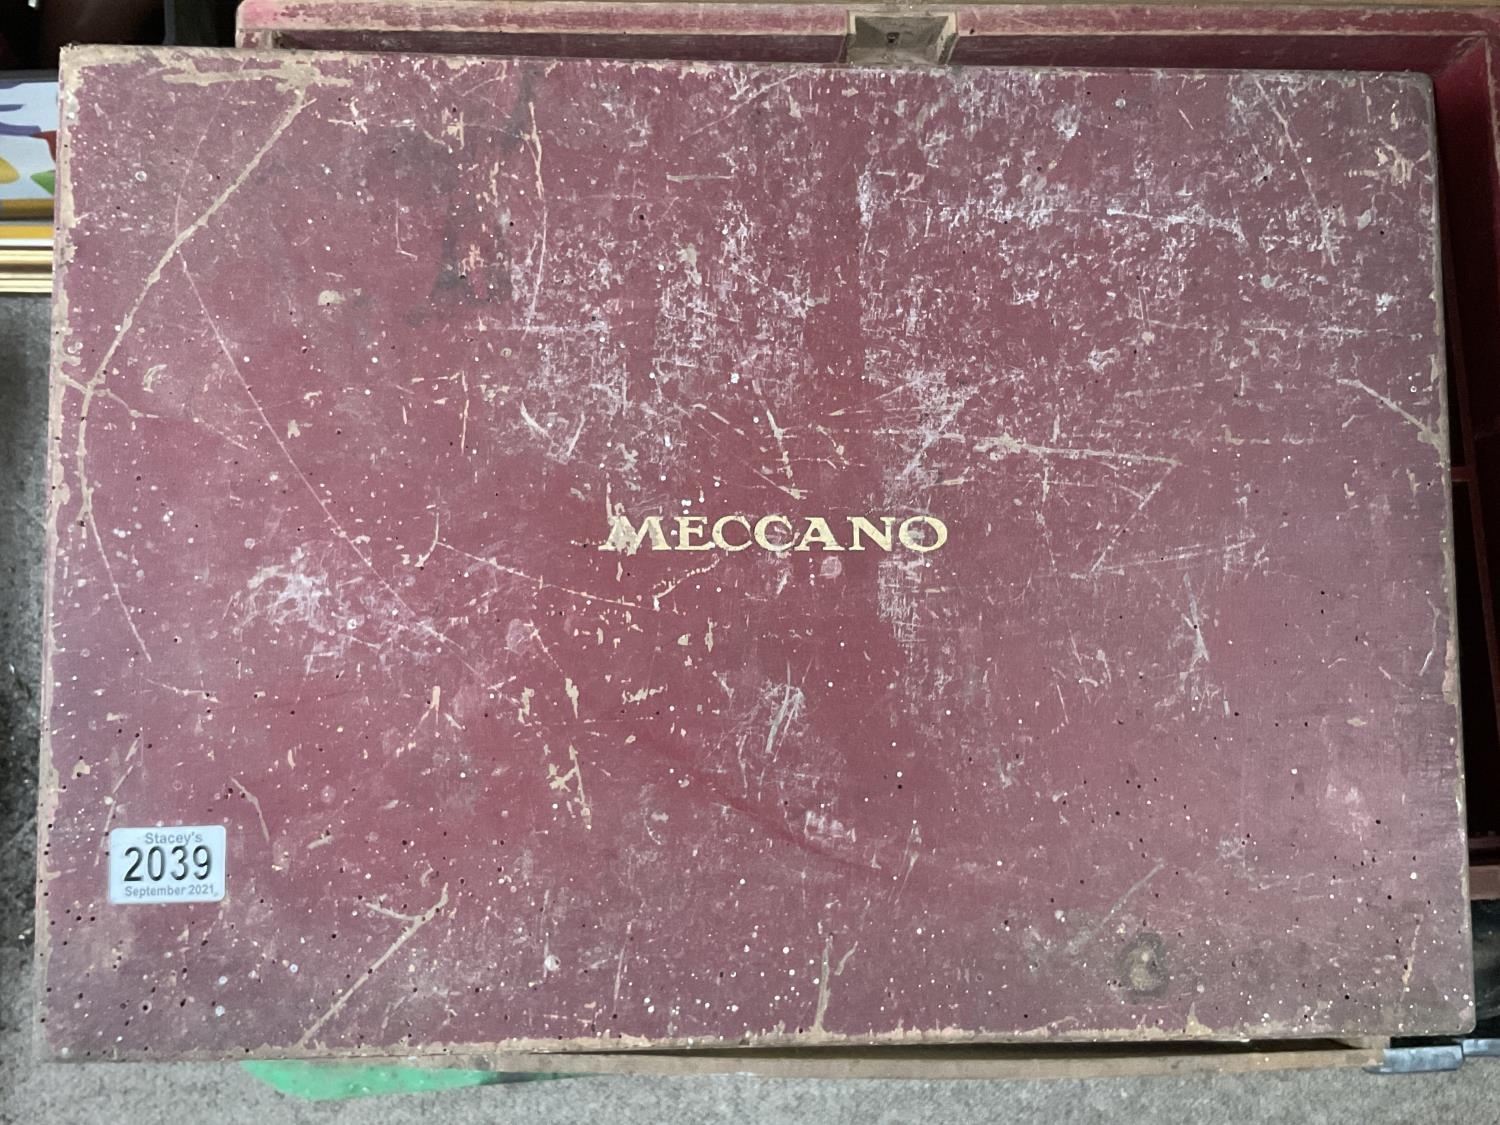 MECCANO
Stacey's
2039
September 2021